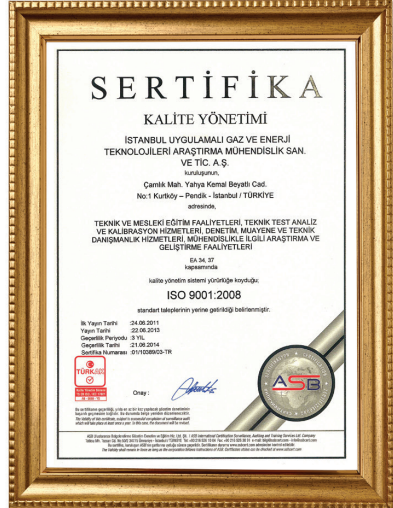 SERTİFİKA
KALİTE YÖNETİMİ
İSTANBUL UYGULAMALI GAZ VE ENERJİ
TEKNOLOJİLERİ ARAŞTIRMA MÜHENDİSLİK SAN.
VE TİC. A.Ş.
kuruluşunun,
Çamlık Mah. Yahya Kemal Beyatlı Cad.
No:1 Kurtköy – Pendik - İstanbul / TÜRKİYE
adresinde,
TEKNİK VE MESLEKİ EĞİTİM FAALİYETLERİ, TEKNİK TEST ANALİZ
VE KALİBRASYON HİZMETLERİ, DENETİM, MUAYENE VE TEKNİK
DANIŞMANLIK HİZMETLERİ, MÜHENDİSLİKLE İLGİLİ ARAŞTIRMA VE
GELİŞTİRME FAALİYETLERİ
EA 34, 37
kapsamında
kalite yönetim sistemi yürürlüğe koyduğu,
ISO 9001:2008
standart taleplerinin yerine getirildiği belirlenmiştir.
İlk Yayın Tarihi :24.06.2011
Yayın Tarihi :22.06.2013
Geçerlilik Periyodu :3 YIL
Geçerlilik Tarihi :21.06.2014
Sertifika Numarası :01/10389/03-TR
TÜRKAK
Onay :
ASB